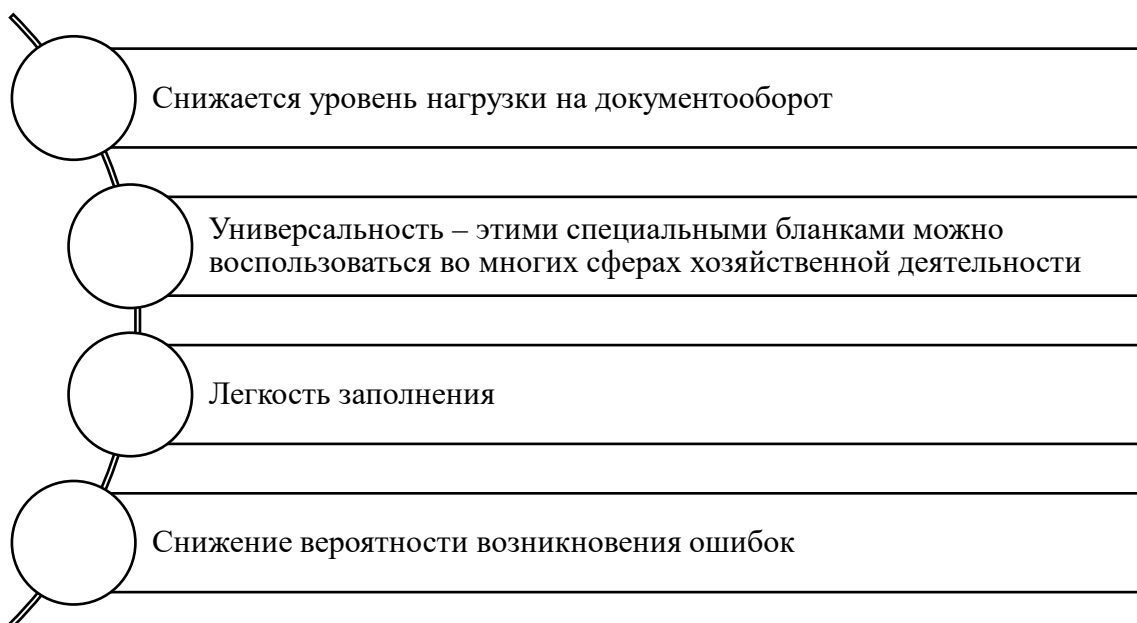 Снижается уровень нагрузки на документооборот
Универсальность – этими специальными бланками можно
воспользоваться во многих сферах хозяйственной деятельности
Легкость заполнения
Снижение вероятности возникновения ошибок